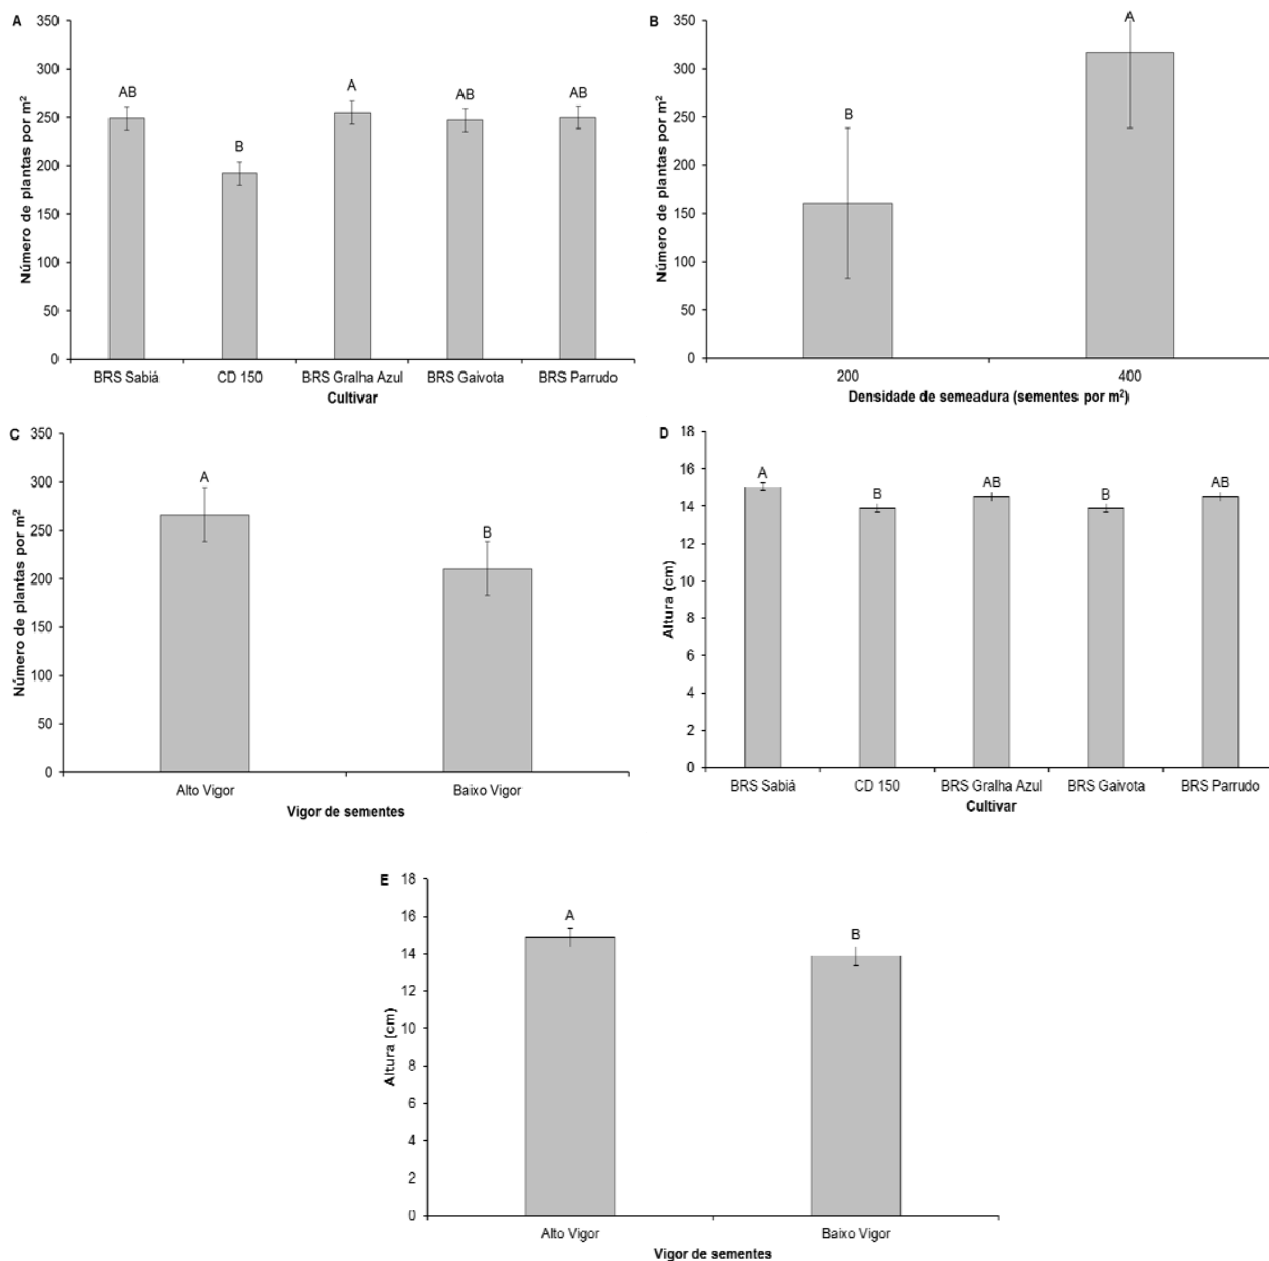 A
Número de plantas por m²
350
300
250
200
150
100
50
0
AB
B
A
AB
AB
BRS Sabiá
CD 150
BRS Gralha Azul
BRS Gaivota
BRS Parrudo
Cultivar
B
Número de plantas por m²
350
300
250
200
150
100
50
0
B
A
200
400
Densidade de semeadura (sementes por m²)
C
Número de plantas por m²
350
300
250
200
150
100
50
0
A
B
Alto Vigor
Baixo Vigor
Vigor de sementes
D
Altura (cm)
18
16
14
12
10
8
6
4
2
0
A
B
AB
B
AB
BRS Sabiá
CD 150
BRS Gralha Azul
BRS Gaivota
BRS Parrudo
Cultivar
E
Altura (cm)
18
16
14
12
10
8
6
4
2
0
A
B
Alto Vigor
Baixo Vigor
Vigor de sementes